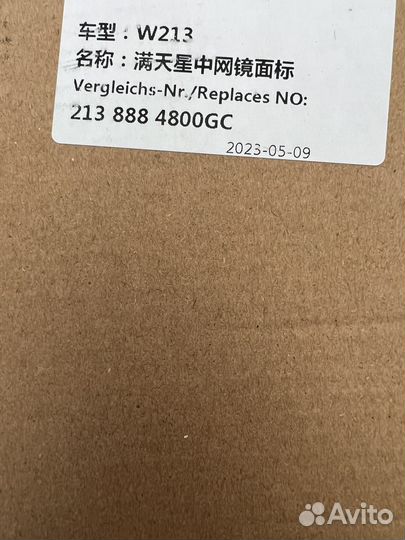 车型：W213
名称：满天星中网镜面标
Vergleichs-Nr./Replaces NO:
213 888 4800GC
2023-05-09
Avito